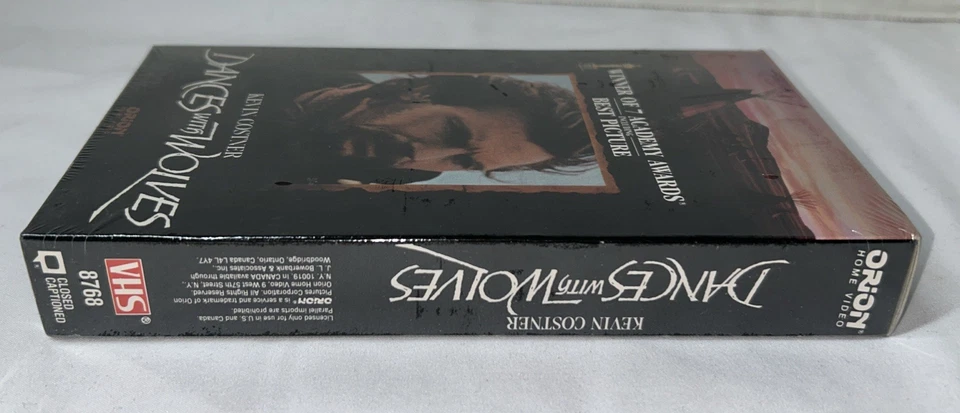 KEVIN COSTNER
DANCES WITH WOLVES
WINNER OF 7 ACADEMY AWARDS®
INCLUDING
BEST PICTURE
ORION®
HOME VIDEO
KEVIN COSTNER
DANCES WITH WOLVES
Licensed for only use in U.S. and Canada.
Parallel imports are prohibited.
ORION® is a service and trademark of Orion
Pictures Corporation. All Rights Reserved.
Orion Home Video, 9 West 57th Street, N.Y.,
N.Y. 10019 in CANADA available through
J. L. Bowerbank & Associates, Inc.,
Woodbridge, Ontario, Canada L4L 4Y7.
VHS®
8768
CLOSED
CAPTIONED